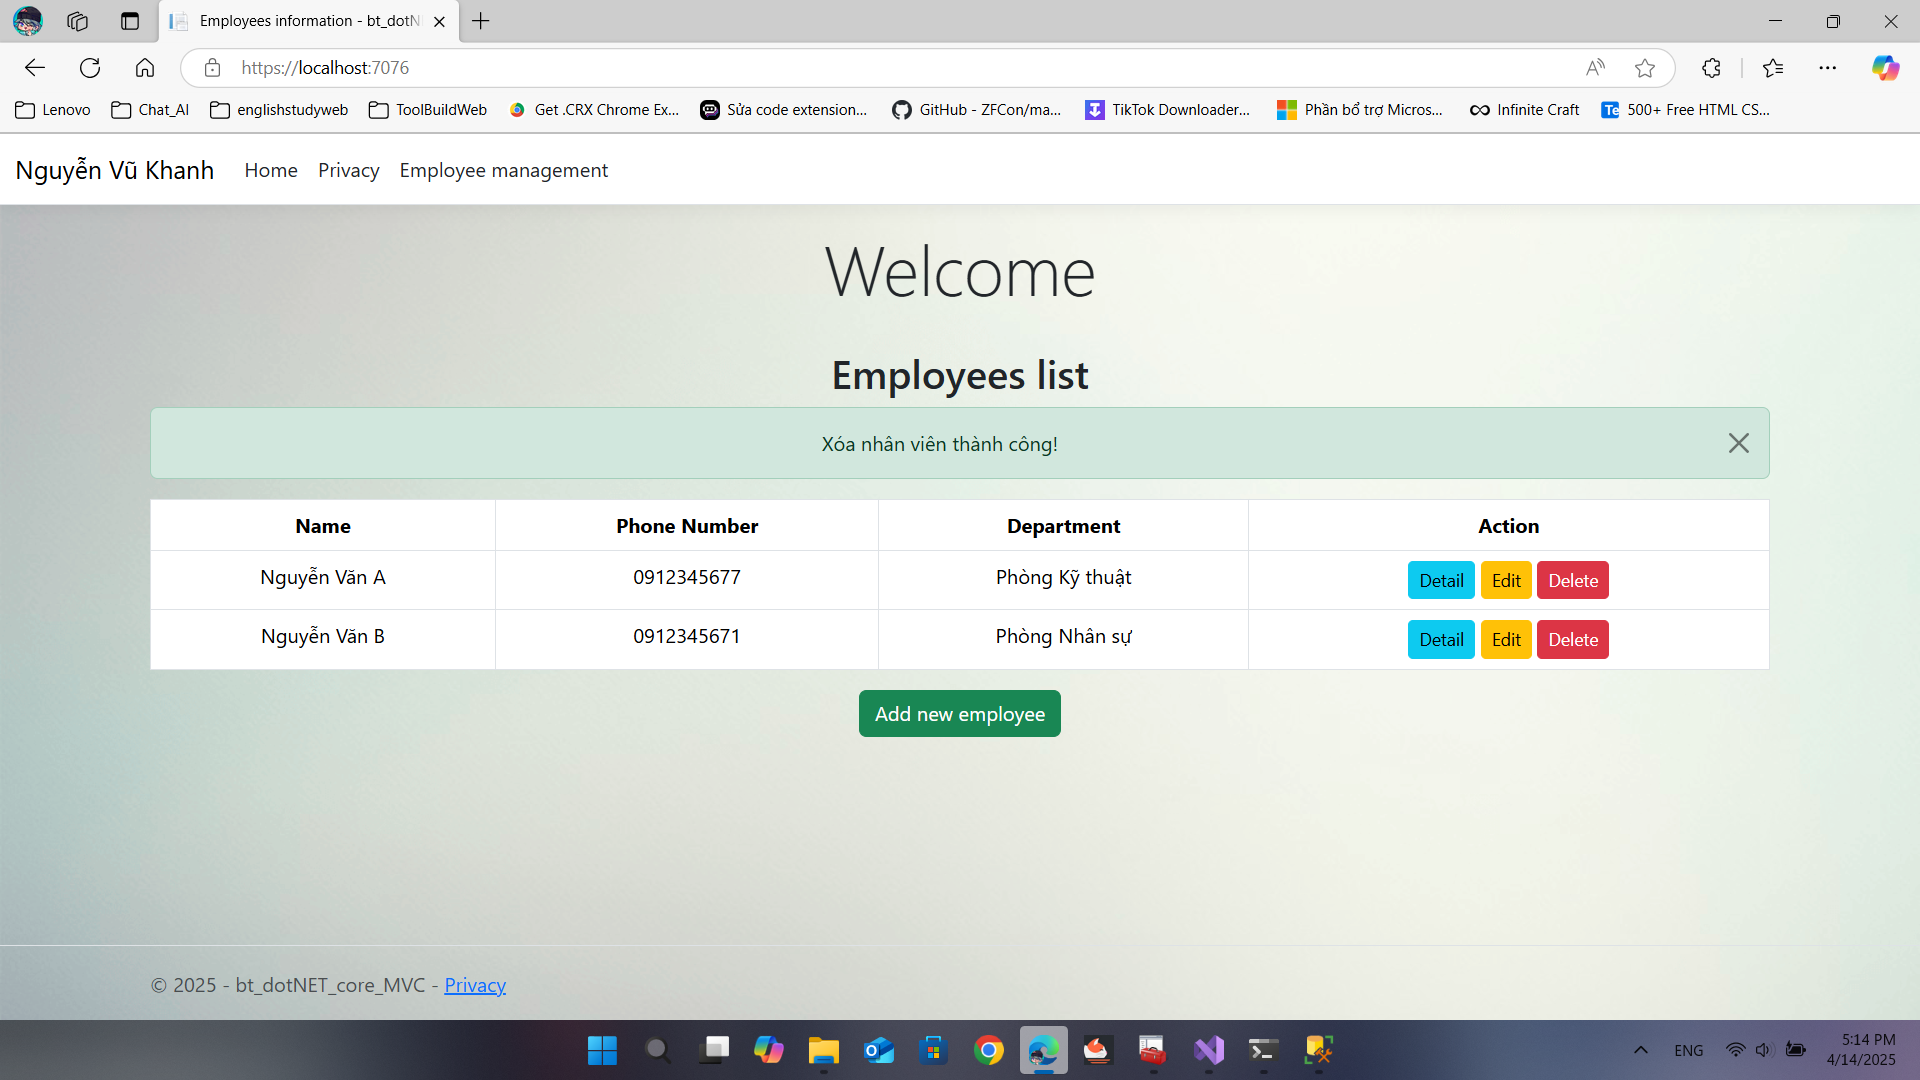 Employees information - bt_dotN
https://localhost:7076
Lenovo Chat_AI englishstudyweb ToolBuildWeb Get .CRX Chrome Ex... Sửa code extension... GitHub - ZFCon/ma... TikTok Downloader... Phần bổ trợ Micros... Infinite Craft Te 500+ Free HTML CS...
Nguyễn Vũ Khanh Home Privacy Employee management
Welcome
Employees list
Xóa nhân viên thành công!
Name Phone Number Department Action
Nguyễn Văn A 0912345677 Phòng Kỹ thuật Detail Edit Delete
Nguyễn Văn B 0912345671 Phòng Nhân sự Detail Edit Delete
Add new employee
© 2025 - bt_dotNET_core_MVC - Privacy
ENG
5:14 PM
4/14/2025